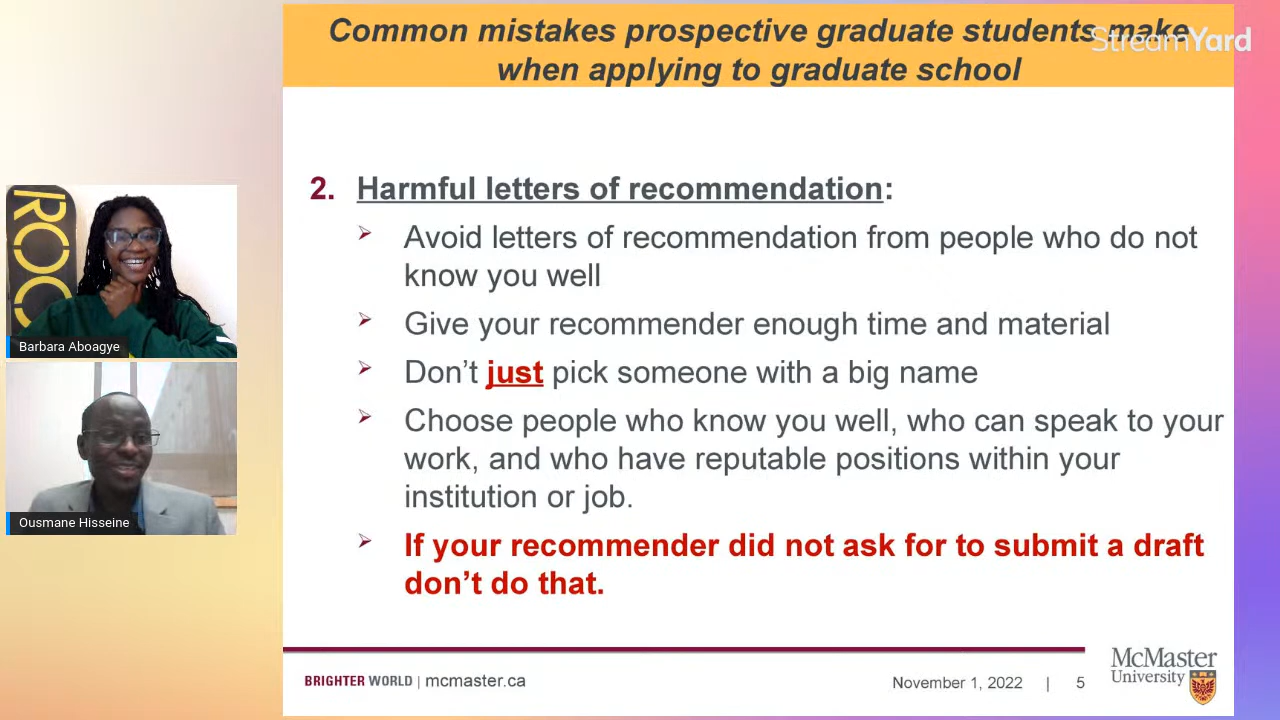 Common mistakes prospective graduate students make
when applying to graduate school
StreamYard
2. Harmful letters of recommendation:
Avoid letters of recommendation from people who do not
know you well
Give your recommender enough time and material
Don't just pick someone with a big name
Choose people who know you well, who can speak to your
work, and who have reputable positions within your
institution or job.
If your recommender did not ask for to submit a draft
don't do that.
ROC
Barbara Aboagye
Ousmane Hisseine
BRIGHTER WORLD | mcmaster.ca
November 1, 2022 | 5
McMaster
University